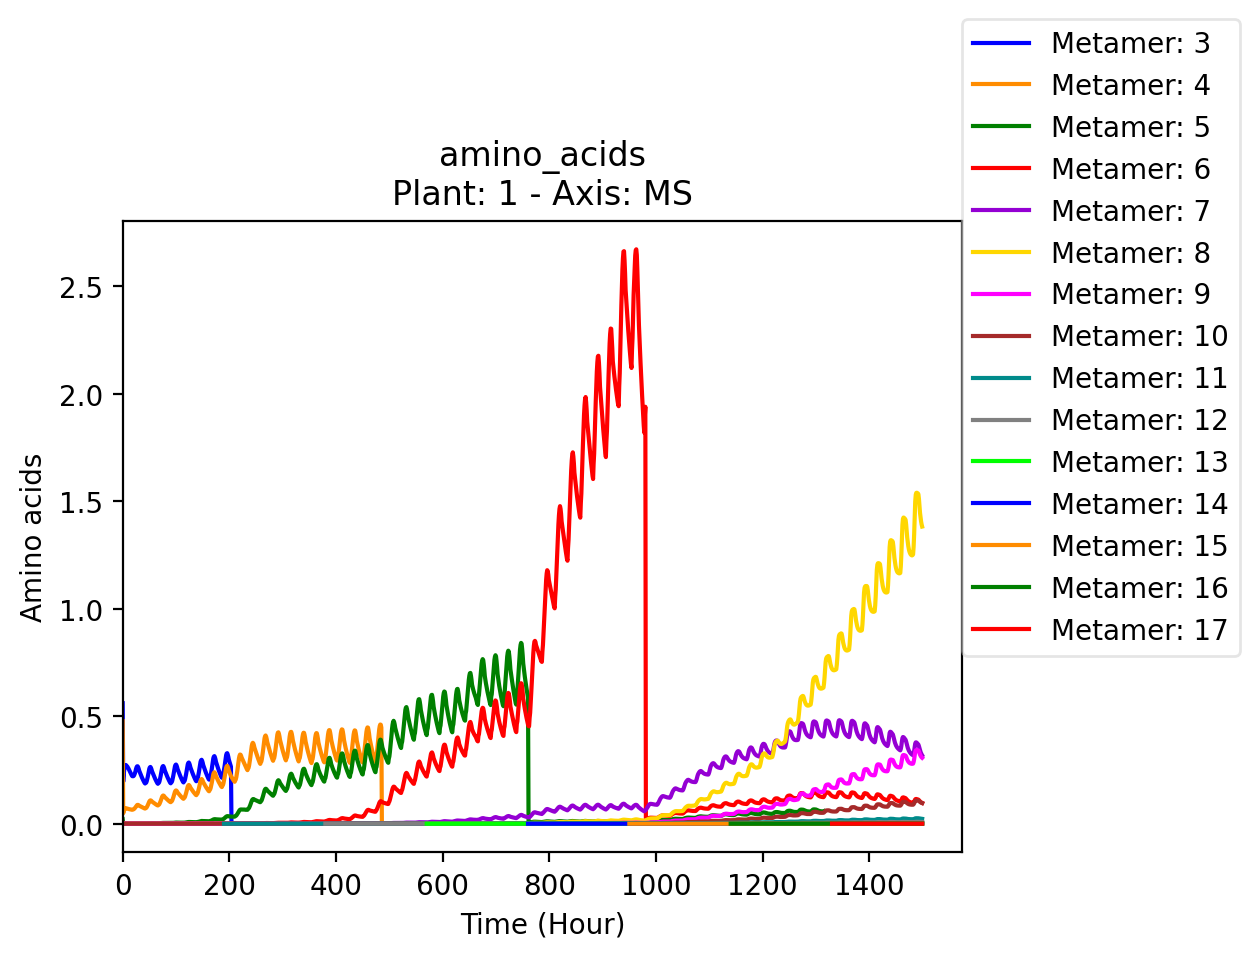 amino_acids
Plant: 1 - Axis: MS
Metamer: 3
Metamer: 4
Metamer: 5
Metamer: 6
Metamer: 7
Metamer: 8
Metamer: 9
Metamer: 10
Metamer: 11
Metamer: 12
Metamer: 13
Metamer: 14
Metamer: 15
Metamer: 16
Metamer: 17
Amino acids
2.5
2.0
1.5
1.0
0.5
0.0
0 200 400 600 800 1000 1200 1400
Time (Hour)